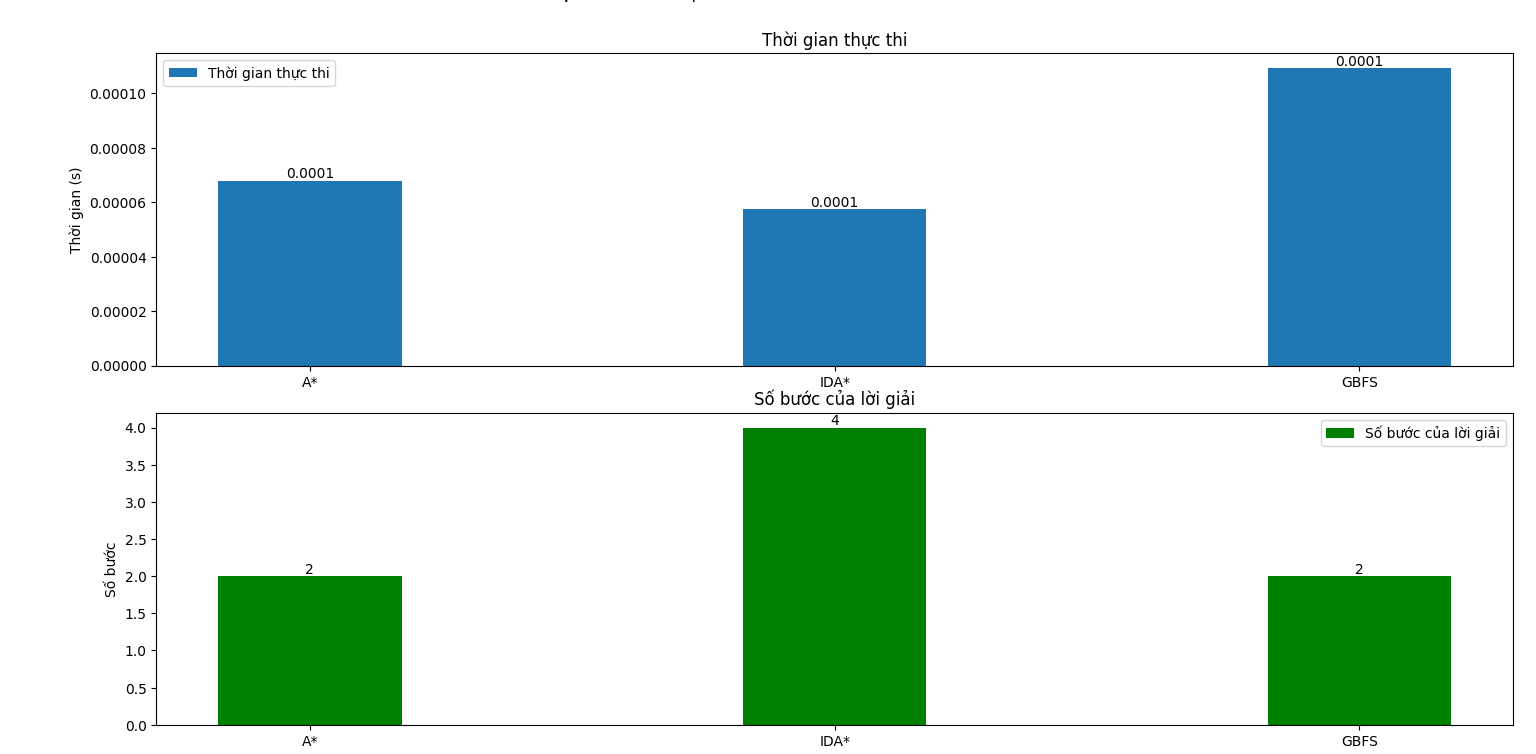 Thời gian thực thi
Thời gian thực thi
0.0001
0.0001
0.0001
0.00010
0.00008
0.00006
0.00004
0.00002
0.00000
Thời gian (s)
A*
IDA*
GBFS
Số bước của lời giải
Số bước của lời giải
4
2
2
4.0
3.5
3.0
2.5
2.0
1.5
1.0
0.5
0.0
Số bước
A*
IDA*
GBFS